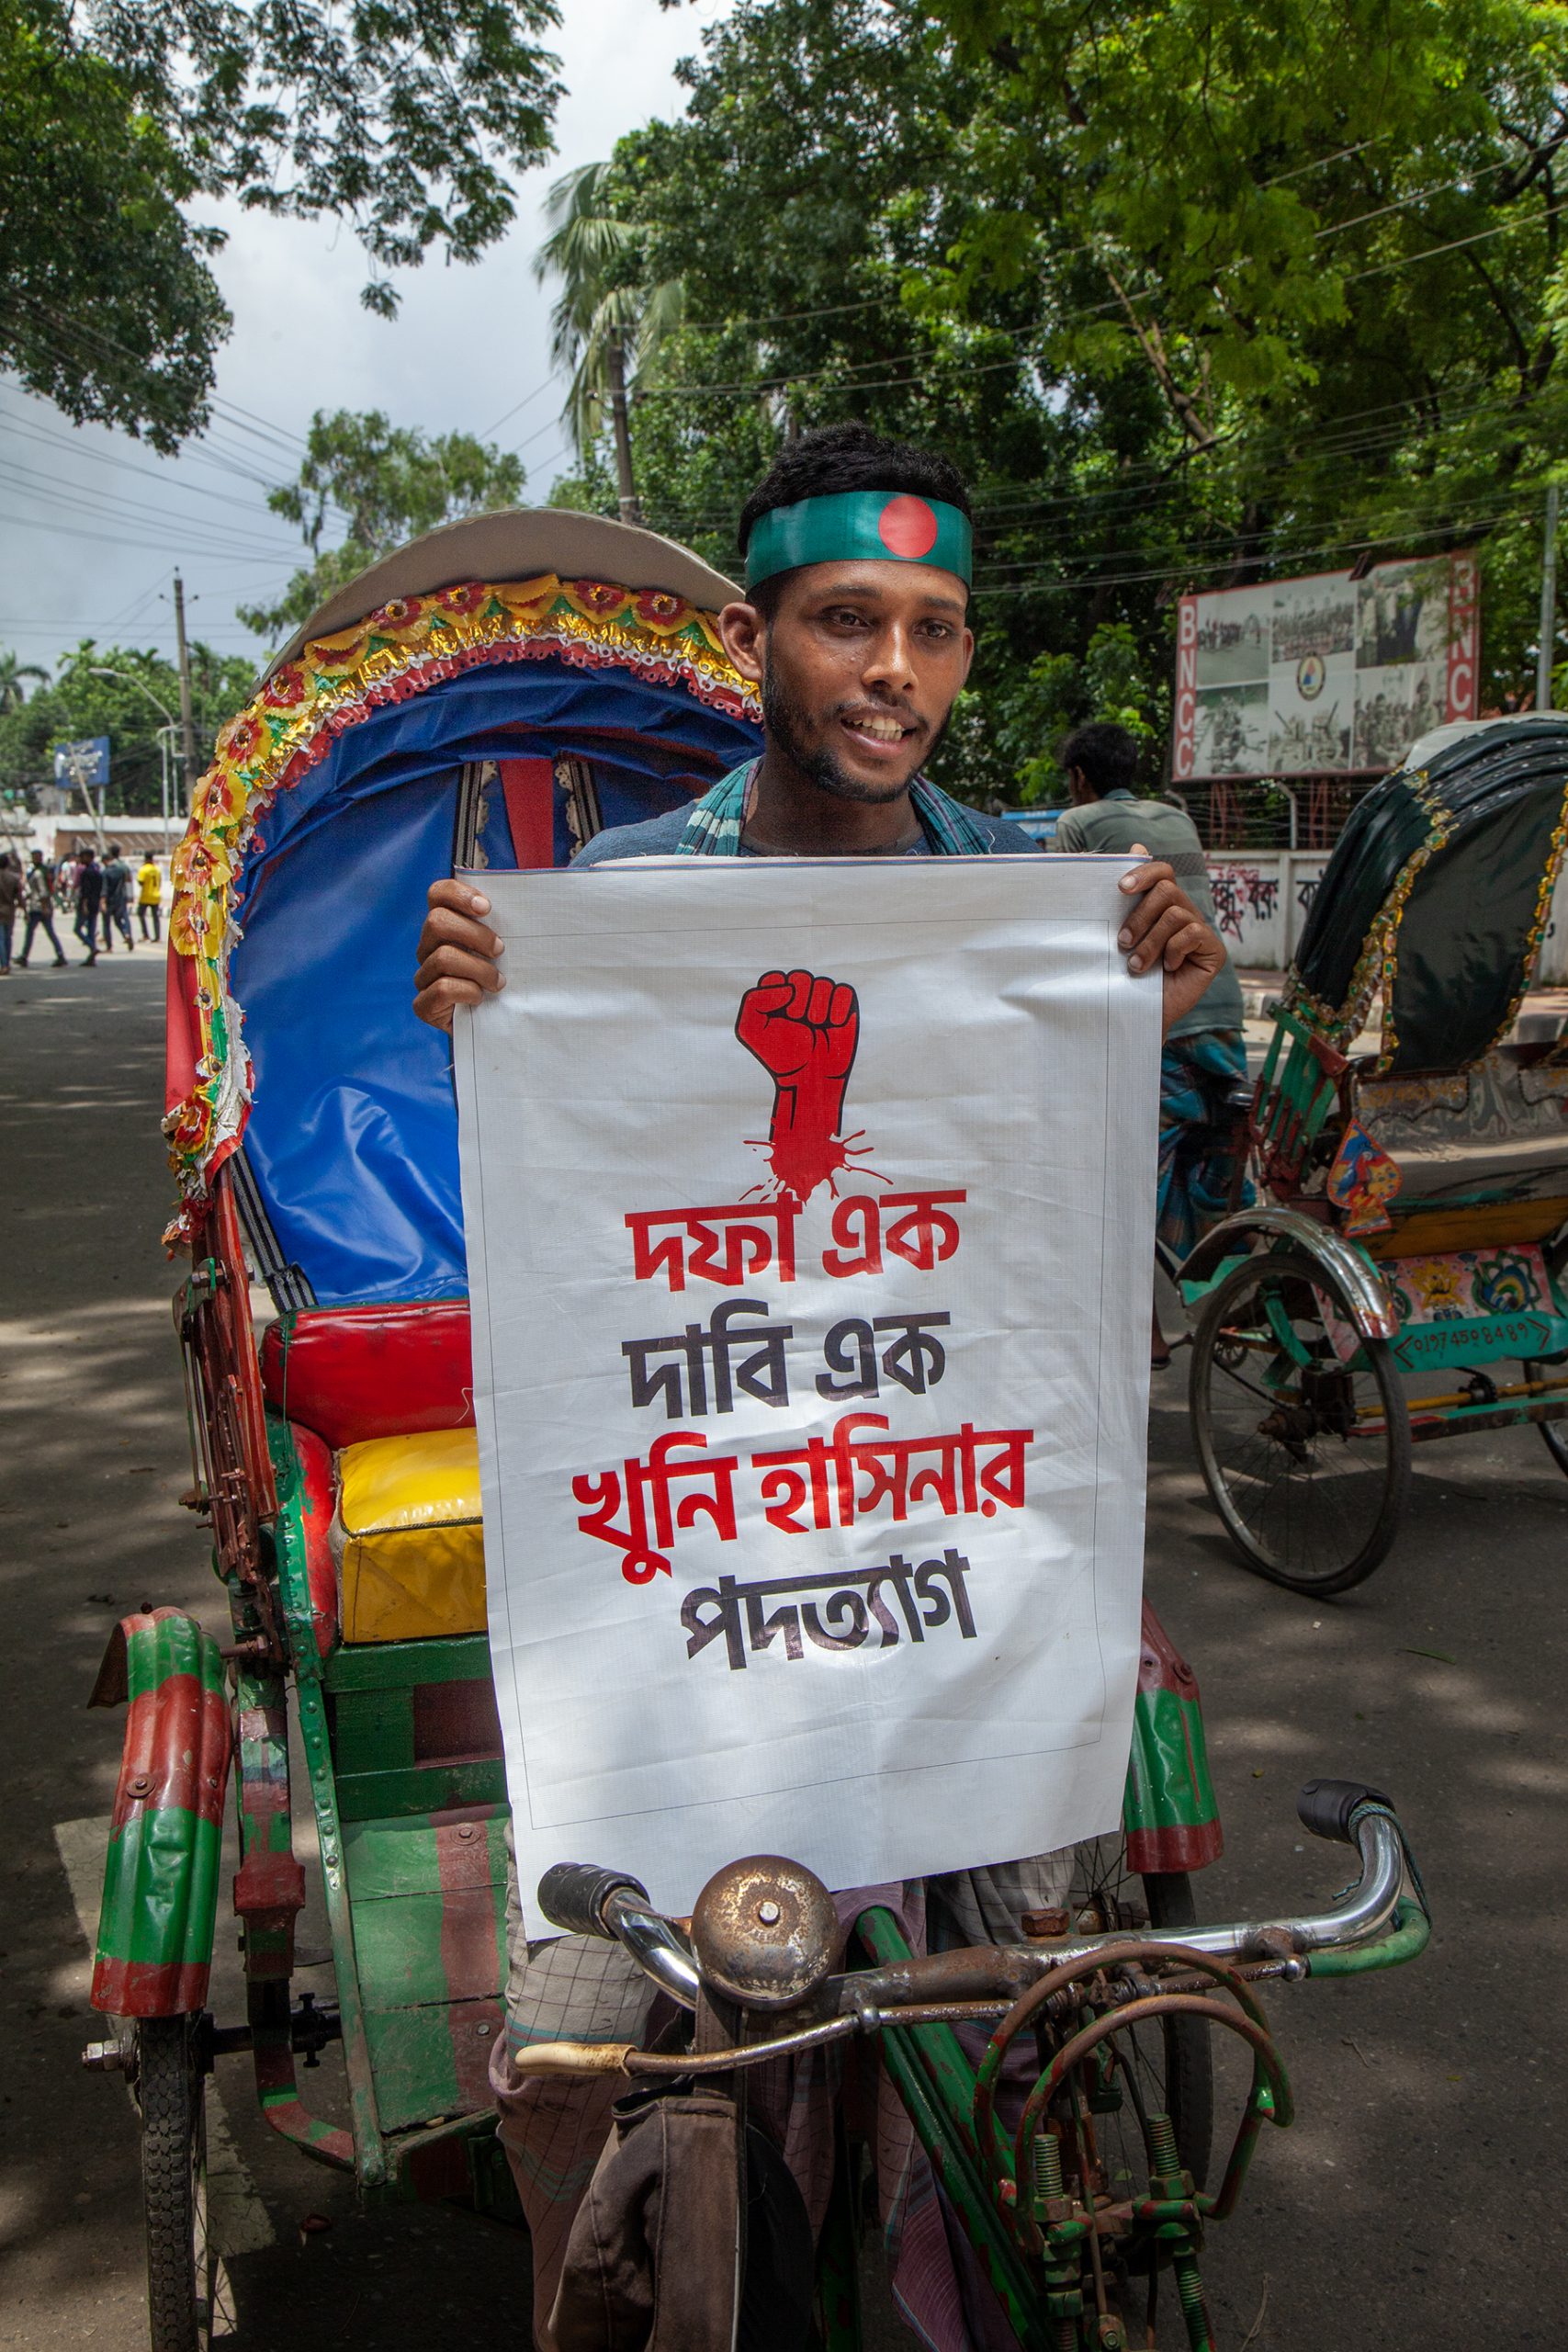 দফা এক
দাবি এক
খুনি হাসিনার
পদত্যাগ
BNCC
BNCC